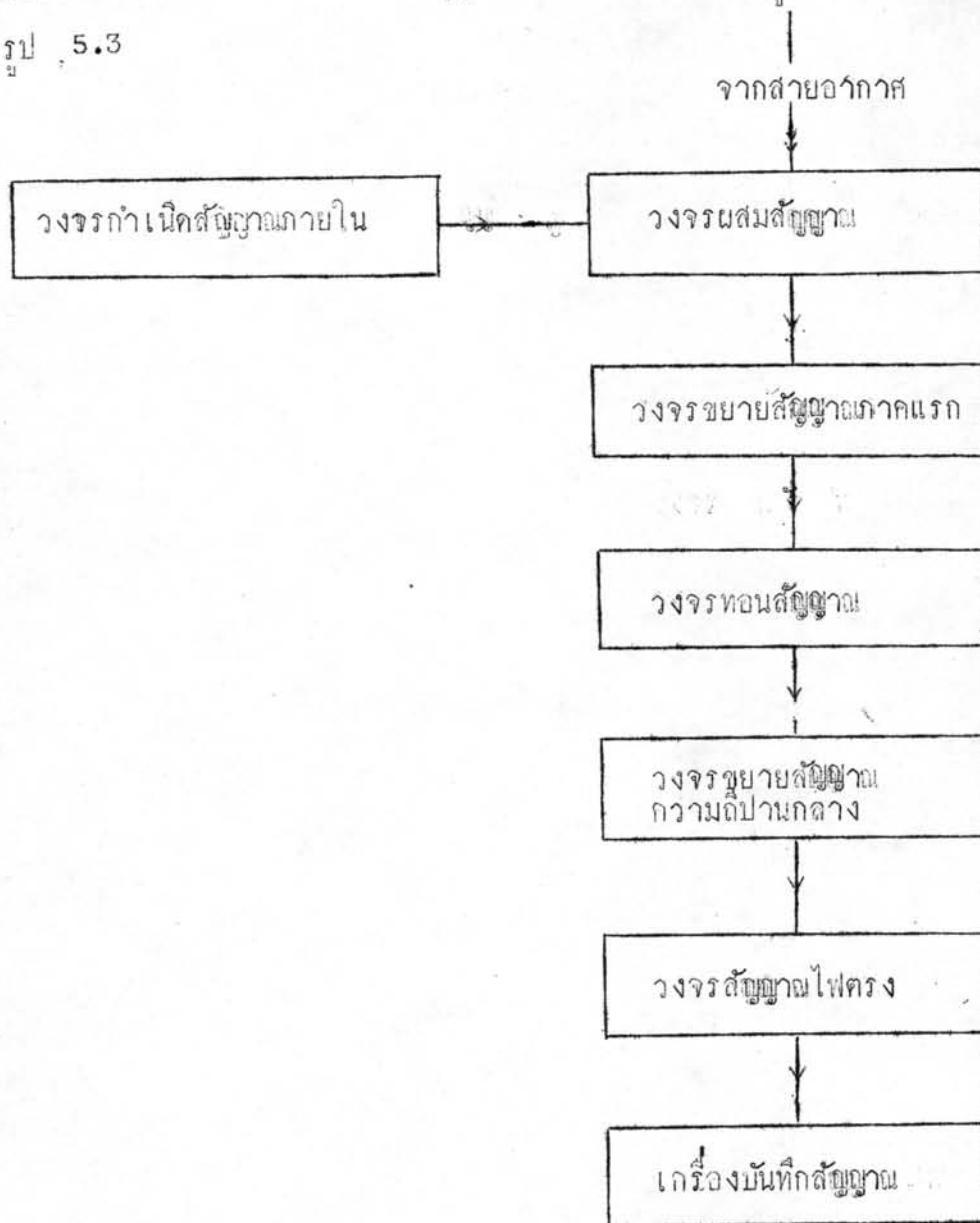 รูป 5.3
จากสายอากาศ
วงจรกำเนิดสัญญาณภายใน
วงจรผสมสัญญาณ
วงจรขยายสัญญาณภาคแรก
วงจรทอนสัญญาณ
วงจรขยายสัญญาณ
ความถี่ปานกลาง
วงจรสัญญาณไฟตรง
เครื่องบันทึกสัญญาณ